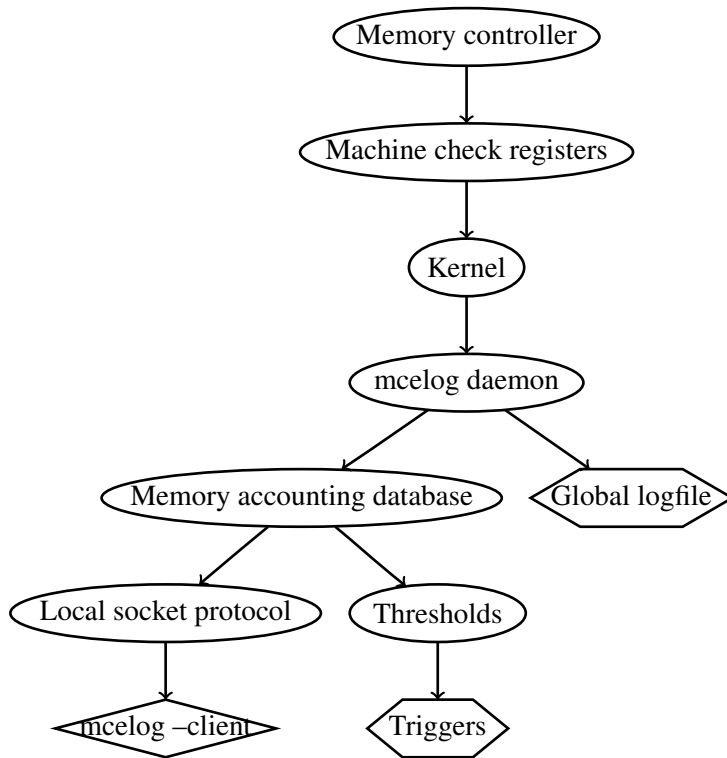 Memory controller
Machine check registers
Kernel
mcelog daemon
Memory accounting database
Global logfile
Local socket protocol
Thresholds
mcelog –client
Triggers